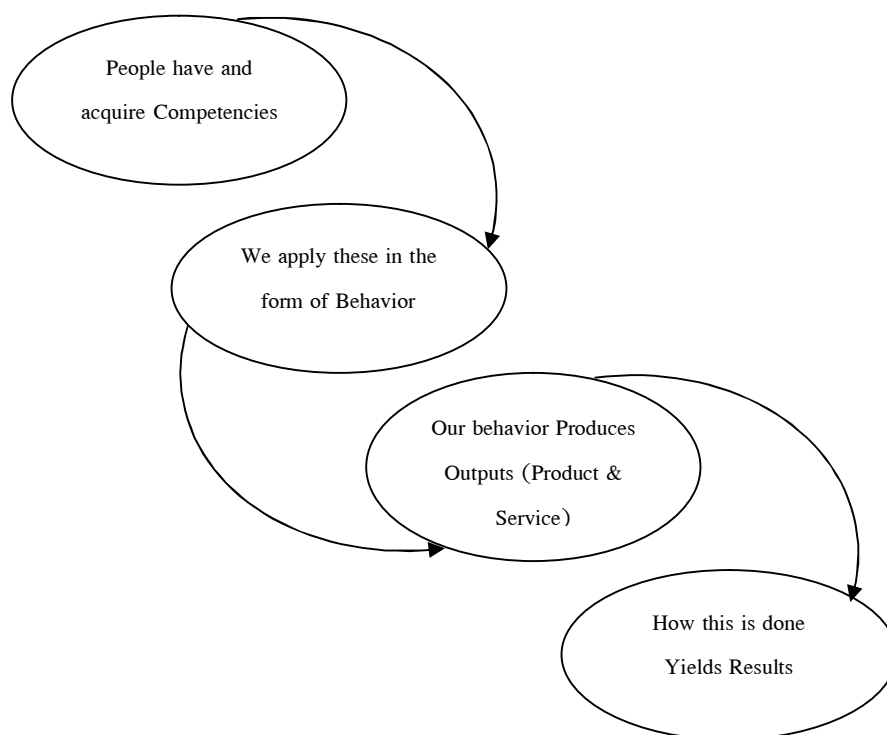 People have and
acquire Competencies
We apply these in the
form of Behavior
Our behavior Produces
Outputs (Product &
Service)
How this is done
Yields Results